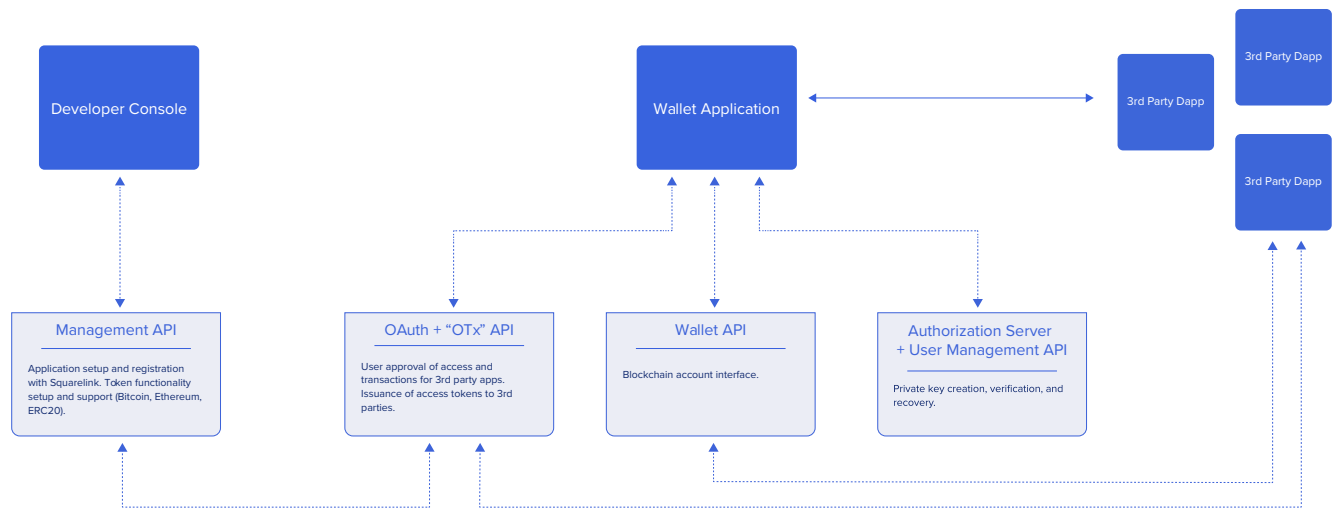 Developer Console
Wallet Application
3rd Party Dapp
3rd Party Dapp
3rd Party Dapp
Management API
Application setup and registration
with Squarelink. Token functionality
setup and support (Bitcoin, Ethereum,
ERC20).
OAuth + “OTx” API
User approval of access and
transactions for 3rd party apps.
Issuance of access tokens to 3rd
parties.
Wallet API
Blockchain account interface.
Authorization Server
+ User Management API
Private key creation, verification, and
recovery.